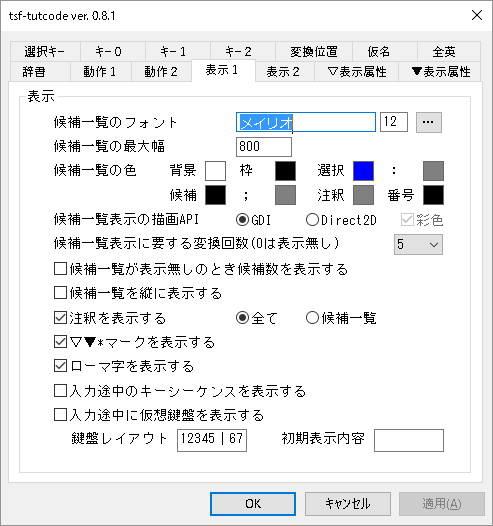 tsf-tutcode ver. 0.8.1
選択キー キー０ キー１ キー２ 変換位置 仮名 全英
辞書 動作１ 動作２ 表示１ 表示２ ▽表示属性 ▼表示属性
表示
候補一覧のフォント メイリオ 12 ...
候補一覧の最大幅 800
候補一覧の色 背景 枠 選択 :
候補 ; 注釈 番号
候補一覧表示の描画API GDI Direct2D 彩色
候補一覧表示に要する変換回数(0は表示無し) 5
候補一覧が表示無しのとき候補数を表示する
候補一覧を縦に表示する
注釈を表示する 全て 候補一覧
▽▼*マークを表示する
ローマ字を表示する
入力途中のキーシーケンスを表示する
入力途中に仮想鍵盤を表示する
鍵盤レイアウト 12345|67 初期表示内容
OK キャンセル 適用(A)